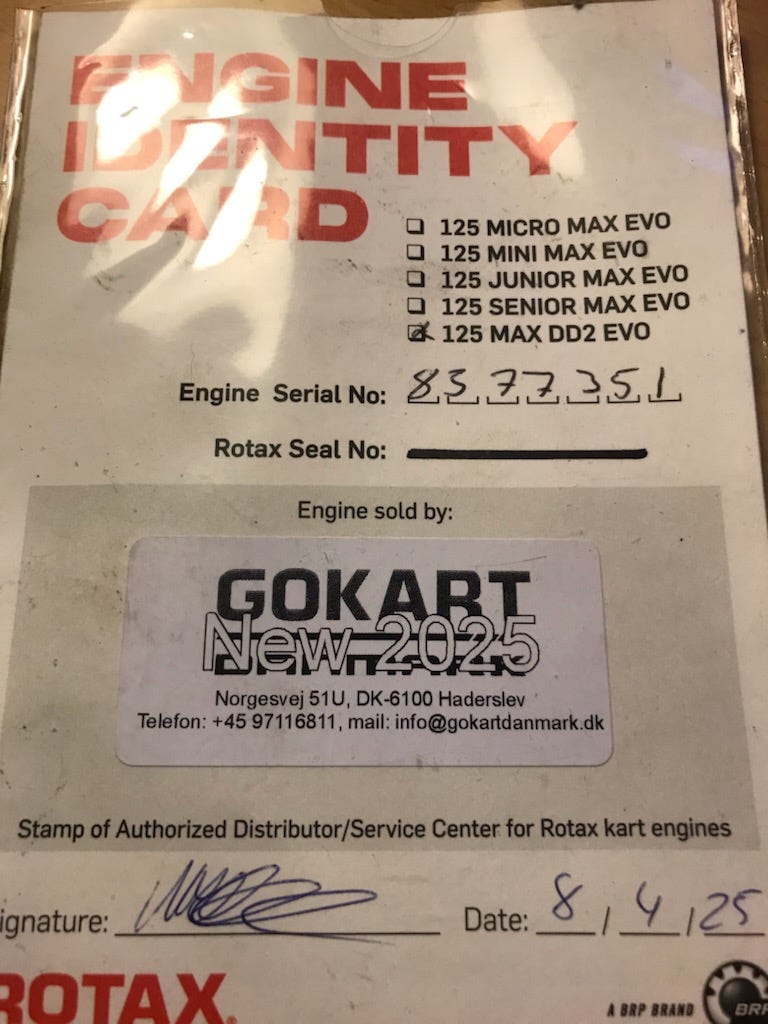 ENGINE
IDENTITY
CARD
125 MICRO MAX EVO
125 MINI MAX EVO
125 JUNIOR MAX EVO
125 SENIOR MAX EVO
125 MAX DD2 EVO
Engine Serial No: 8377351
Rotax Seal No:
Engine sold by:
GOKART
New 2025
Norgesvej 51U, DK-6100 Haderslev
Telefon: +45 97116811, mail: info@gokartdanmark.dk
Stamp of Authorized Distributor/Service Center for Rotax kart engines
ignature: Date: 8/4/25
ROTAX
A BRP BRAND BRP